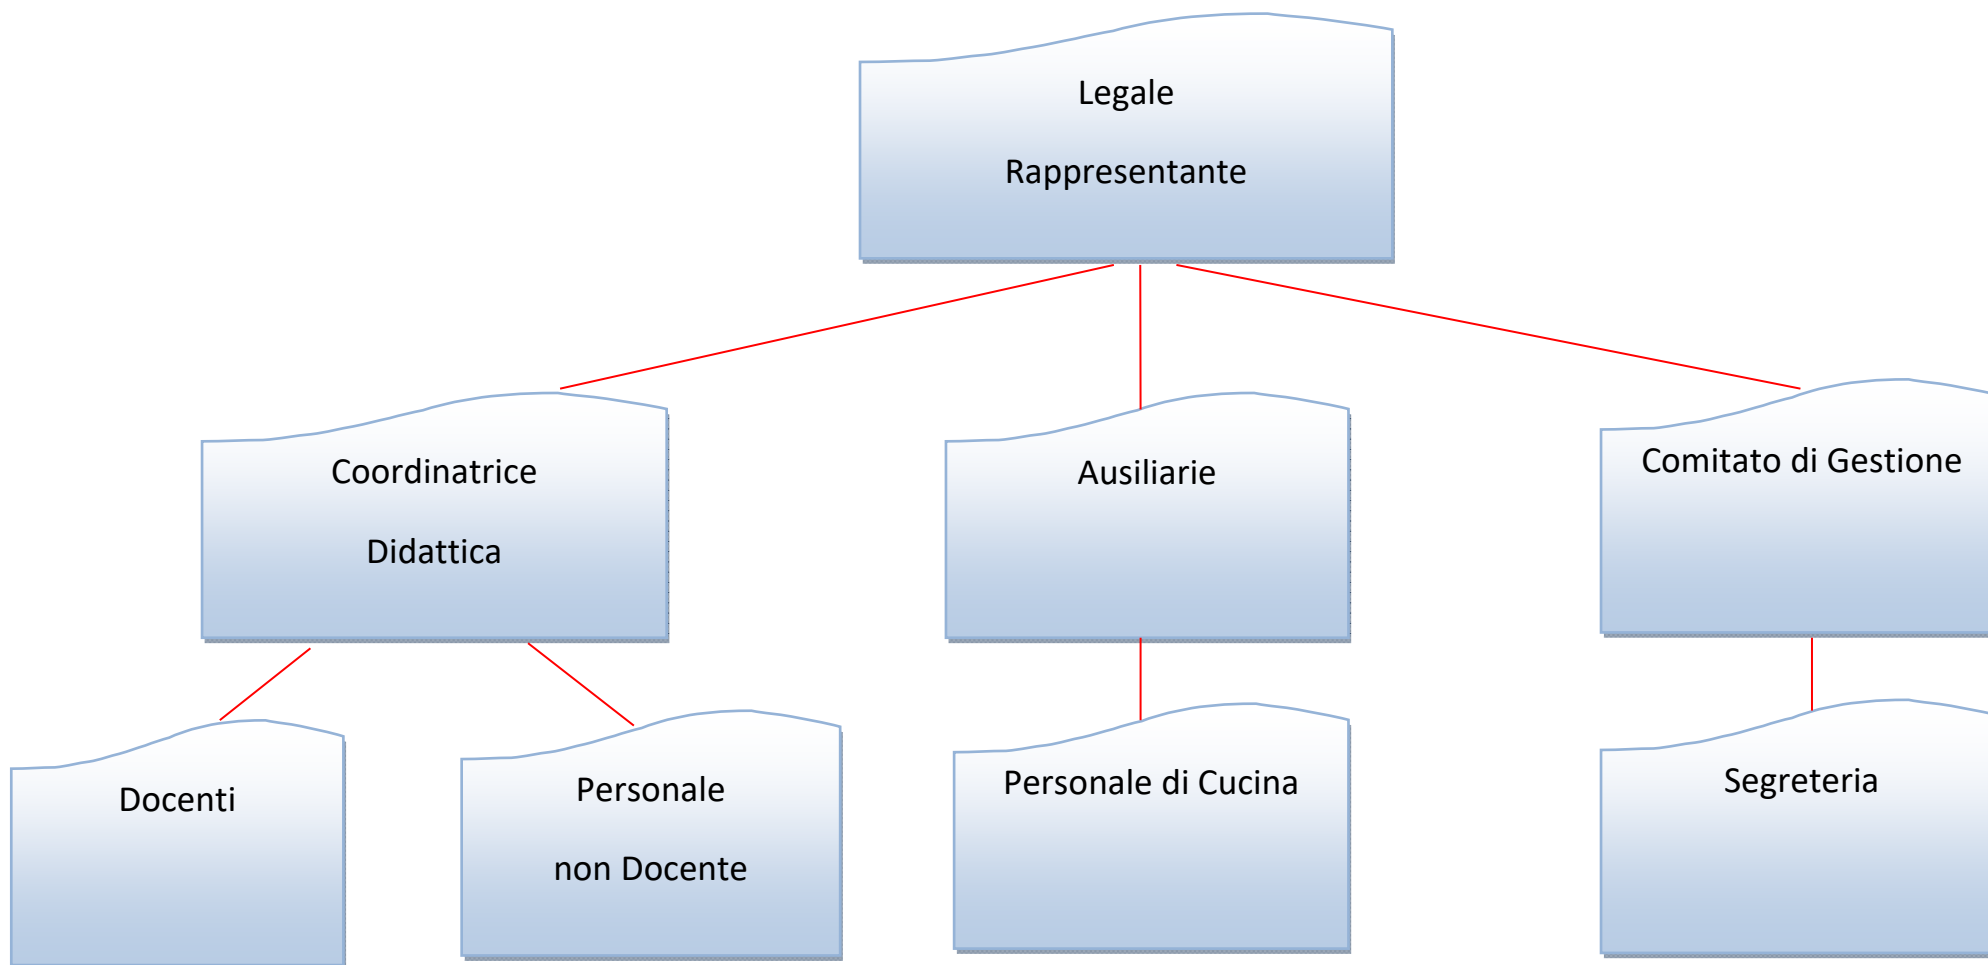 Legale
Rappresentante
Coordinatrice
Didattica
Ausiliarie
Comitato di Gestione
Docenti
Personale
non Docente
Personale di Cucina
Segreteria